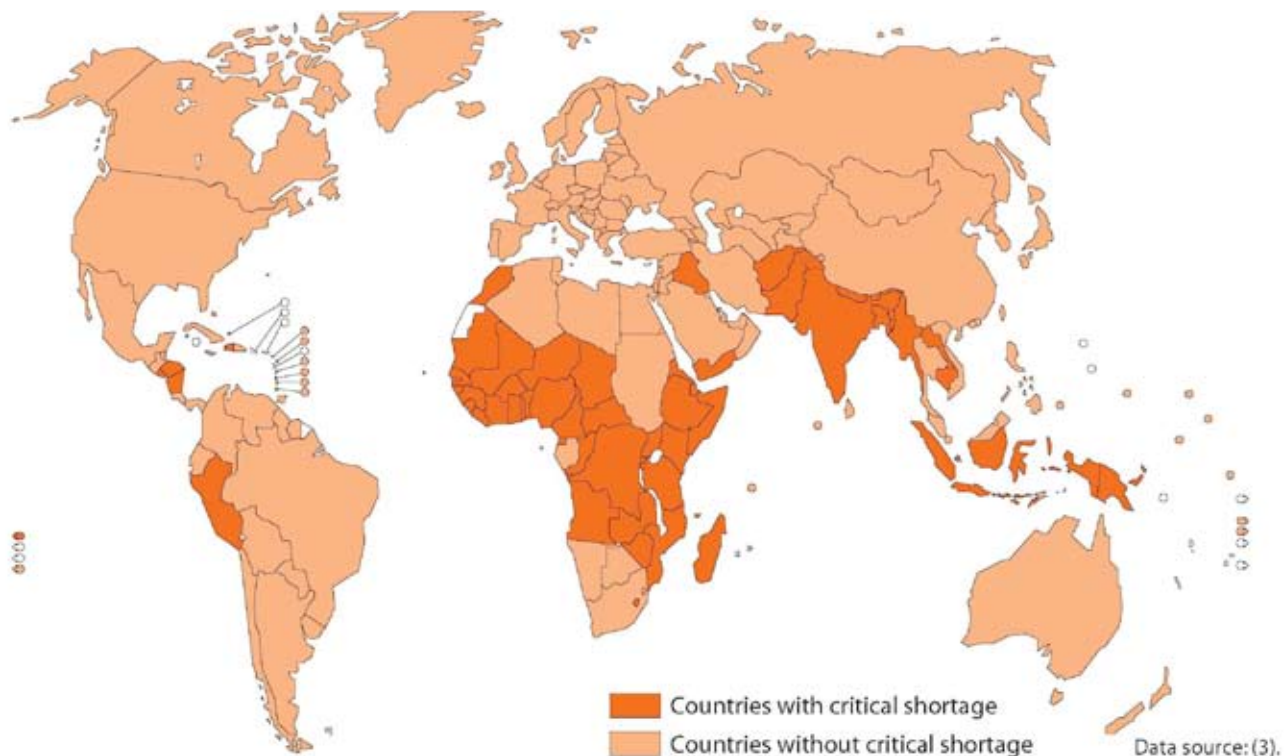 Countries with critical shortage
Countries without critical shortage
Data source: (3).